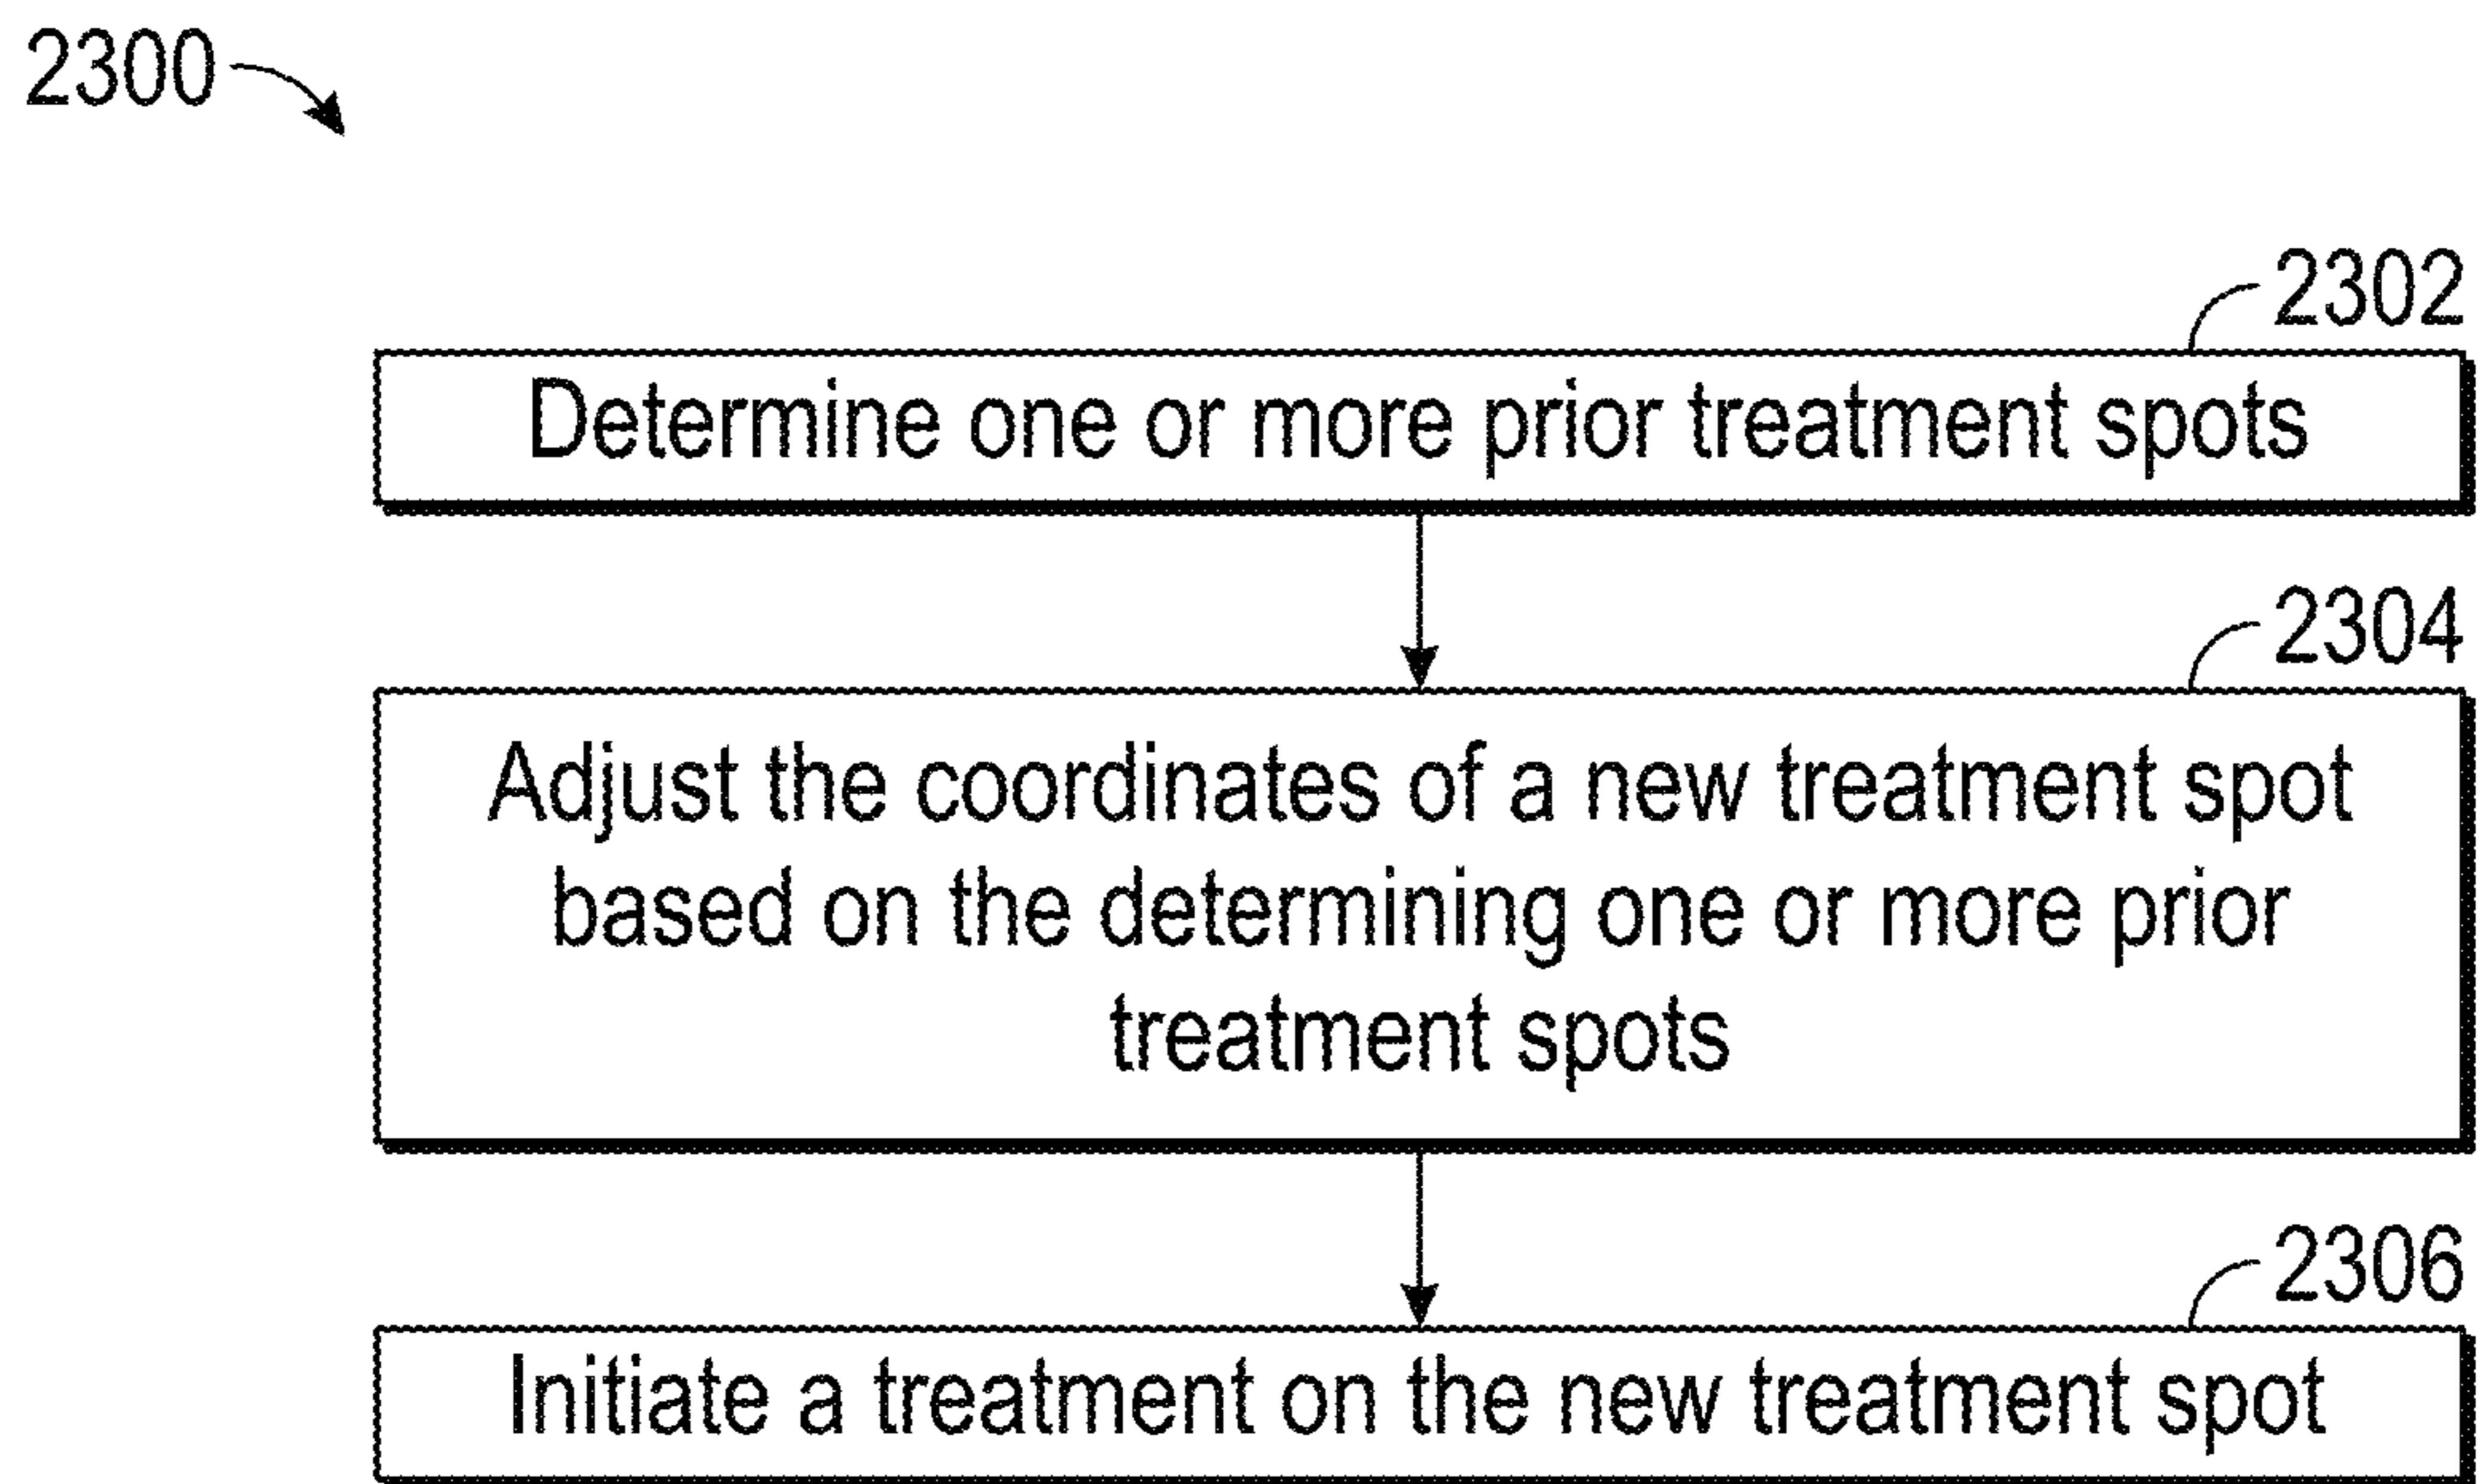 2300
2302
Determine one or more prior treatment spots
2304
Adjust the coordinates of a new treatment spot
based on the determining one or more prior
treatment spots
2306
Initiate a treatment on the new treatment spot